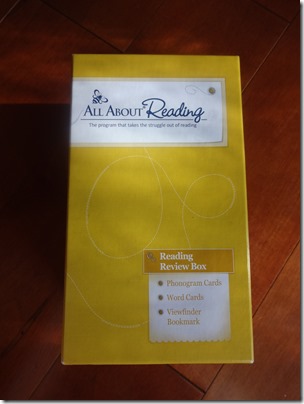 ALL ABOUT Reading
The program that takes the struggle out of reading
Reading
Review Box
Phonogram Cards
Word Cards
Viewfinder
Bookmark